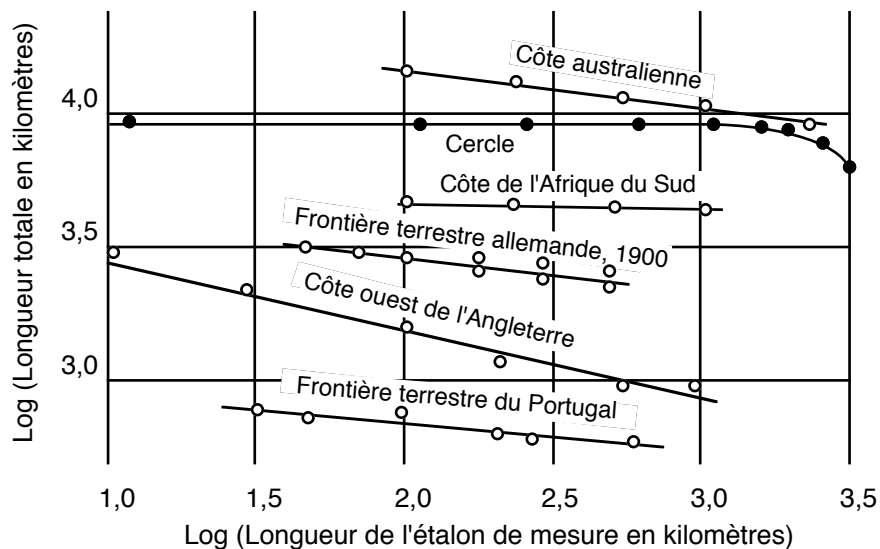 Log (Longueur totale en kilomètres)
4,0
3,5
3,0
Côte australienne
Cercle
Côte de l'Afrique du Sud
Frontière terrestre allemande, 1900
Côte ouest de l'Angleterre
Frontière terrestre du Portugal
1,0 1,5 2,0 2,5 3,0 3,5
Log (Longueur de l'étalon de mesure en kilomètres)